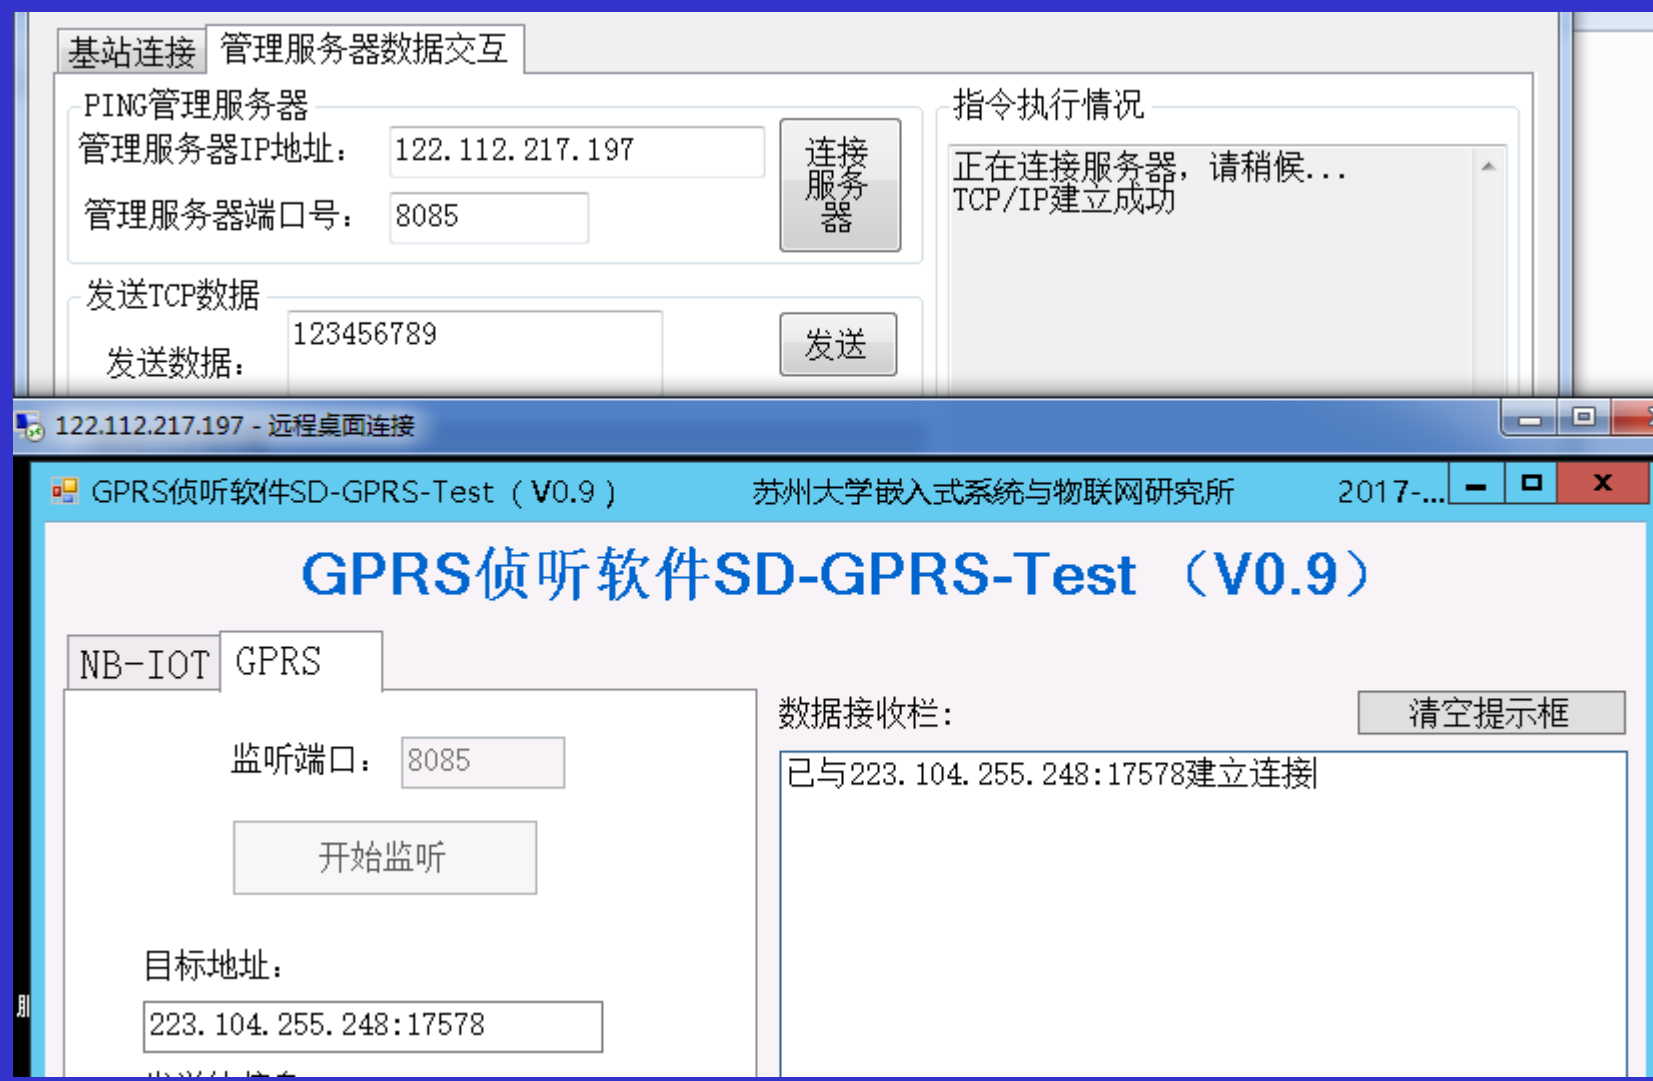 基站连接 管理服务器数据交互
PING管理服务器
管理服务器IP地址： 122.112.217.197
管理服务器端口号： 8085
连接
服务
器
指令执行情况
正在连接服务器，请稍候...
TCP/IP建立成功
发送TCP数据
发送数据： 123456789
发送
122.112.217.197 - 远程桌面连接
GPRS侦听软件SD-GPRS-Test（V0.9） 苏州大学嵌入式系统与物联网研究所 2017-...
GPRS侦听软件SD-GPRS-Test （V0.9）
NB-IOT GPRS
监听端口： 8085
开始监听
目标地址：
223.104.255.248:17578
数据接收栏: 清空提示框
已与223.104.255.248:17578建立连接